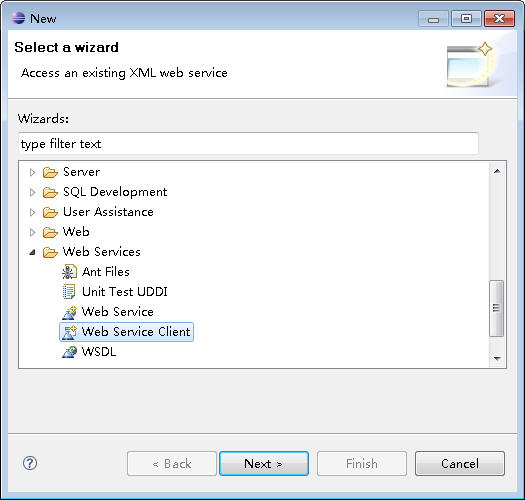 New
Select a wizard
Access an existing XML web service
Wizards:
type filter text
Server
SQL Development
User Assistance
Web
Web Services
Ant Files
Unit Test UDDI
Web Service
Web Service Client
WSDL
?
< Back
Next >
Finish
Cancel